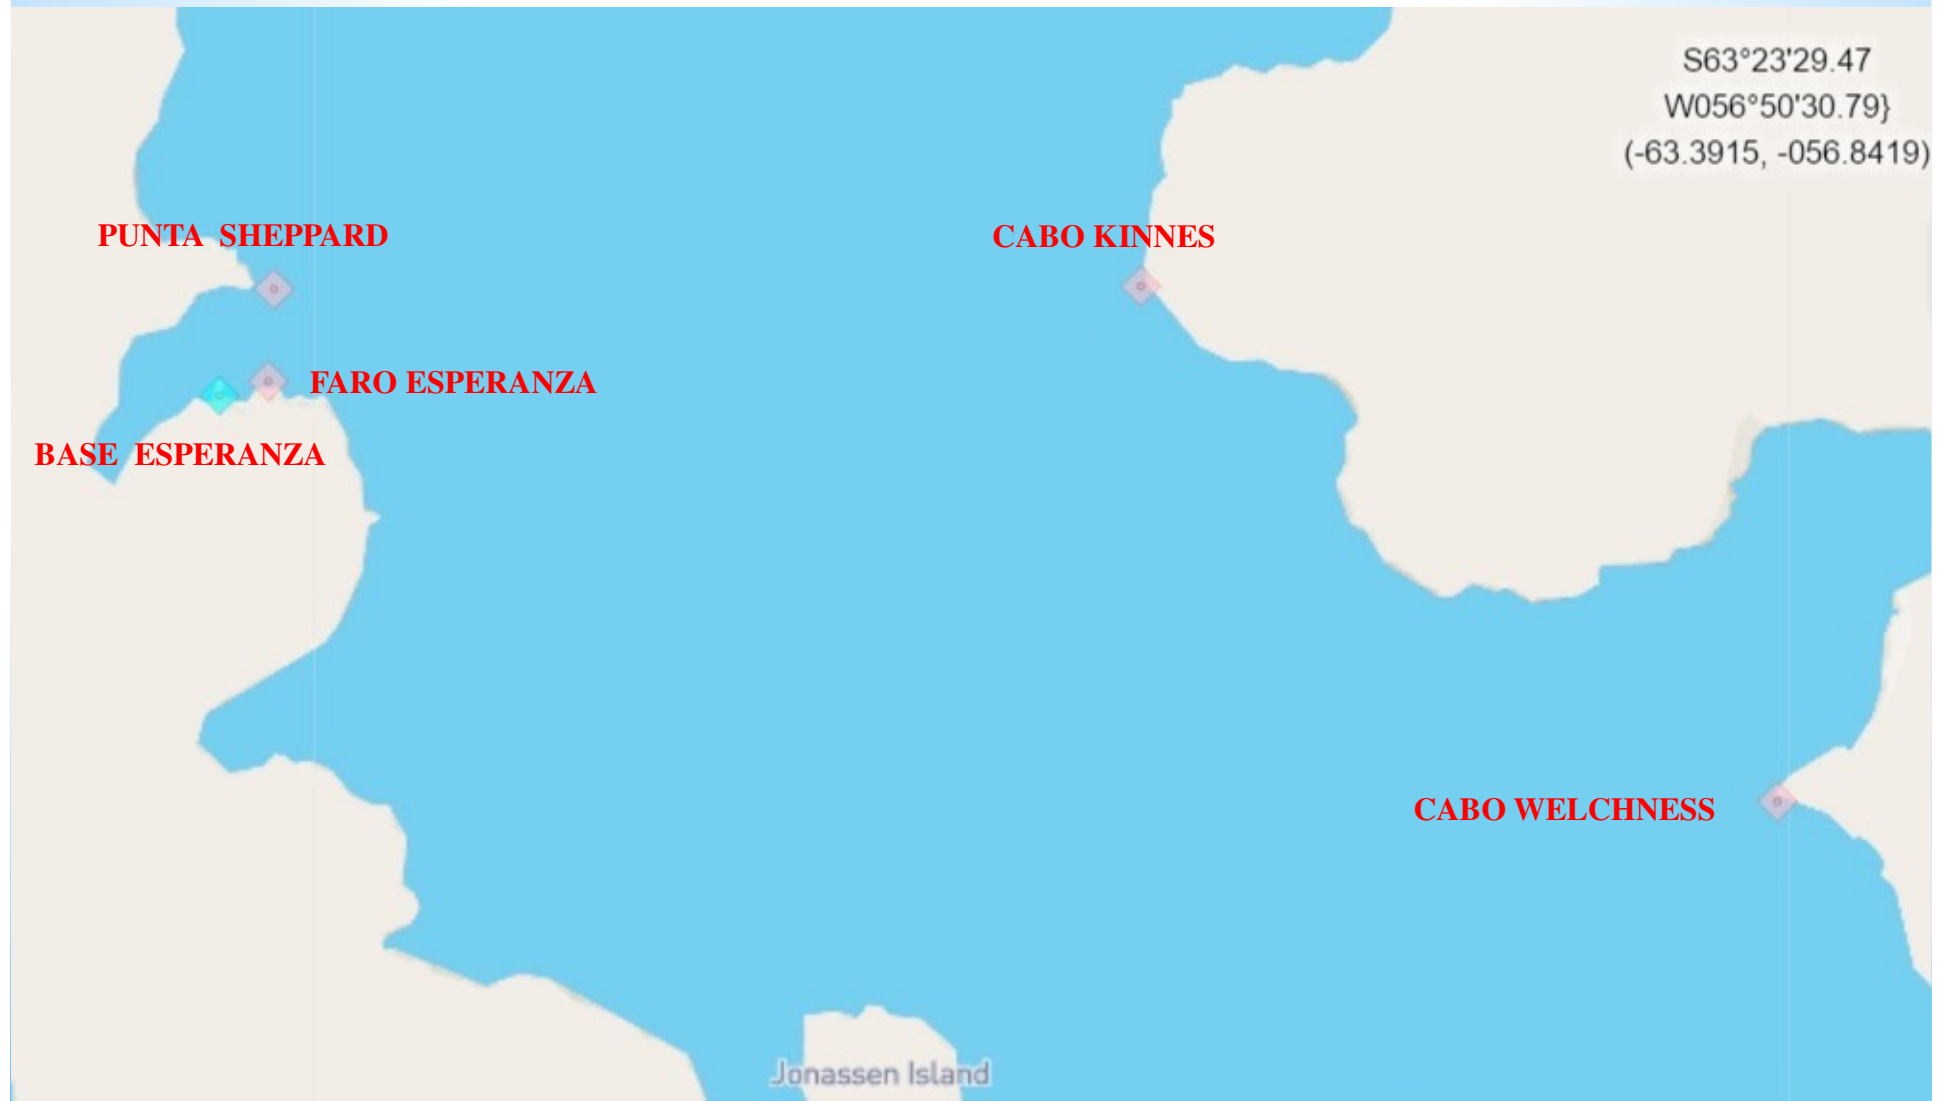 S63°23'29.47
W056°50'30.79}
(-63.3915, -056.8419)
PUNTA SHEPPARD
CABO KINNES
FARO ESPERANZA
BASE ESPERANZA
CABO WELCHNESS
Jonassen Island